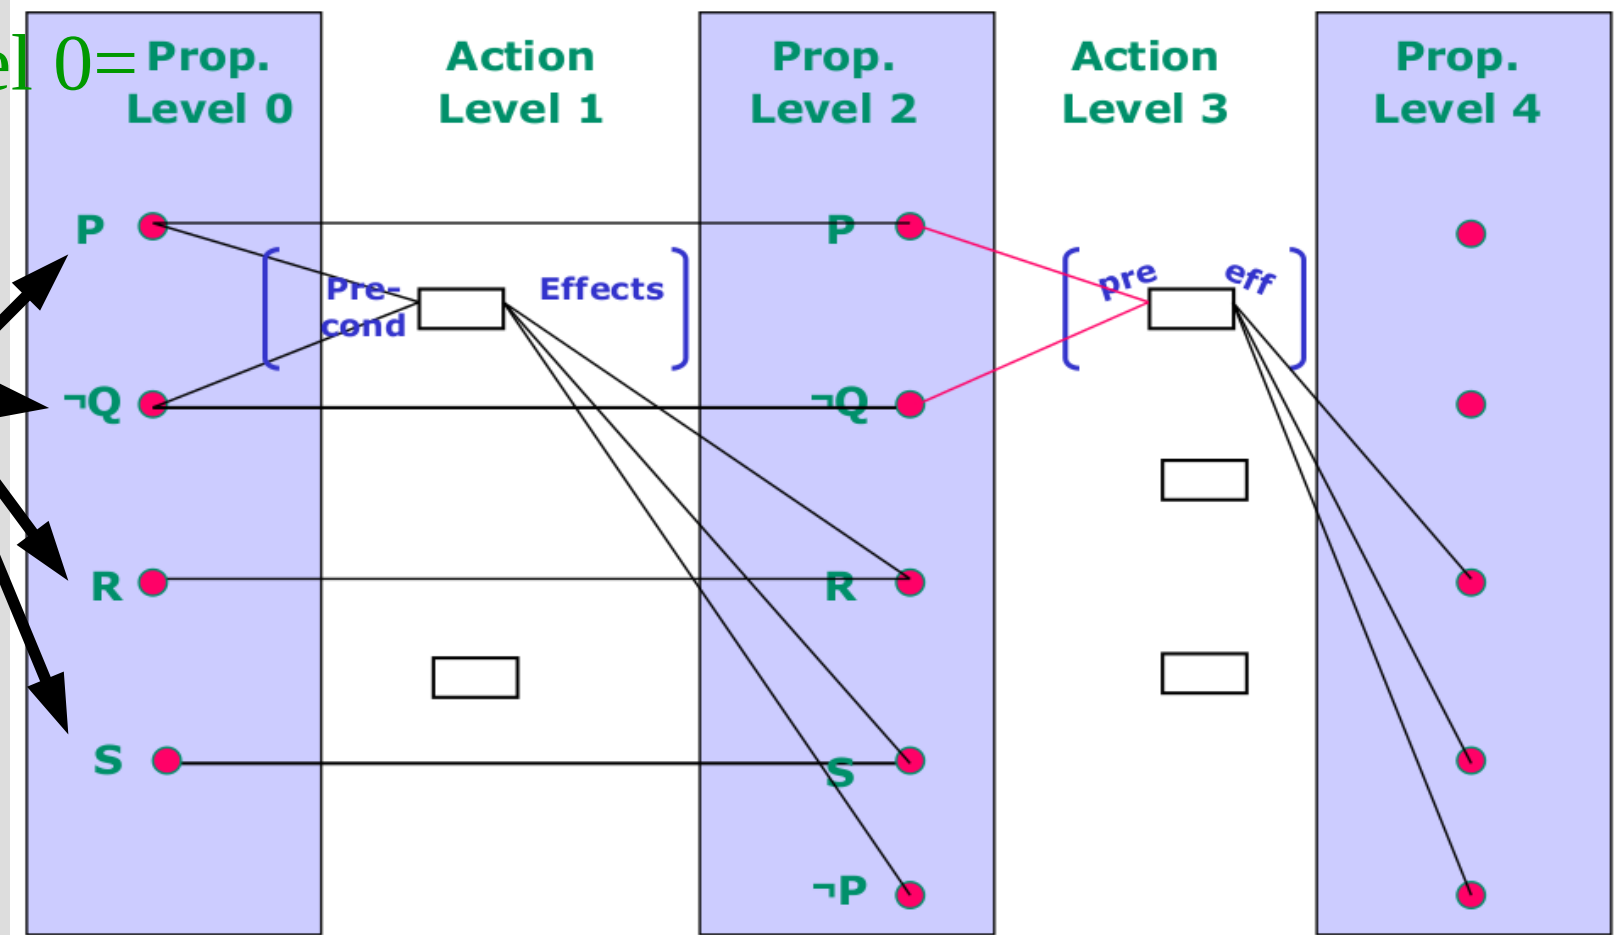 el 0=
Prop.
Level 0
Action
Level 1
Prop.
Level 2
Action
Level 3
Prop.
Level 4
P
P
Pre-
cond
Effects
pre
eff
¬Q
¬Q
R
R
S
S
¬P